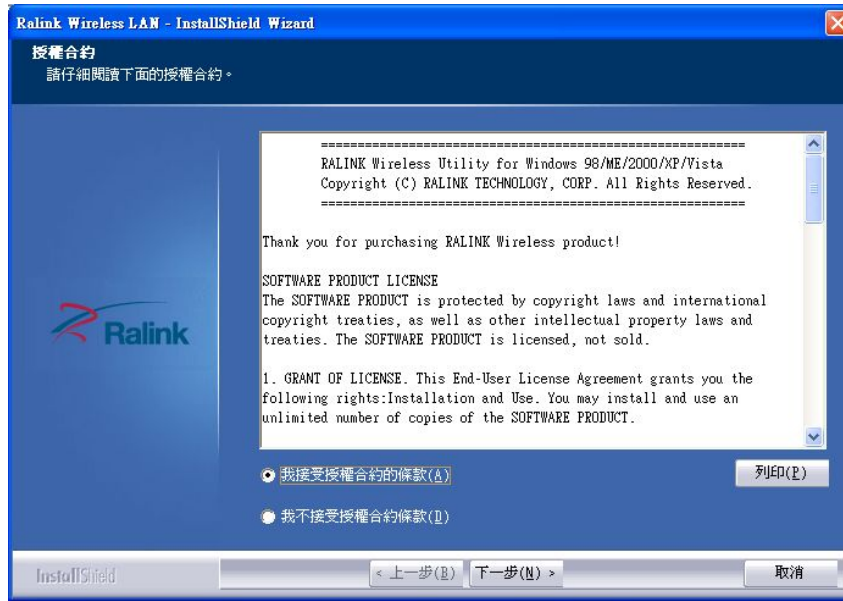 Ralink Wireless LAN - InstallShield Wizard
授權合約
請仔細閱讀下面的授權合約。
==========================================================
RALINK Wireless Utility for Windows 98/ME/2000/XP/Vista
Copyright (C) RALINK TECHNOLOGY, CORP. All Rights Reserved.
==========================================================
Thank you for purchasing RALINK Wireless product!
SOFTWARE PRODUCT LICENSE
The SOFTWARE PRODUCT is protected by copyright laws and international
copyright treaties, as well as other intellectual property laws and
treaties. The SOFTWARE PRODUCT is licensed, not sold.
1. GRANT OF LICENSE. This End-User License Agreement grants you the
following rights:Installation and Use. You may install and use an
unlimited number of copies of the SOFTWARE PRODUCT.
Ralink
我接受授權合約的條款(A)
列印(P)
我不接受授權合約條款(D)
InstallShield
< 上一步(B) 下一步(N) > 取消